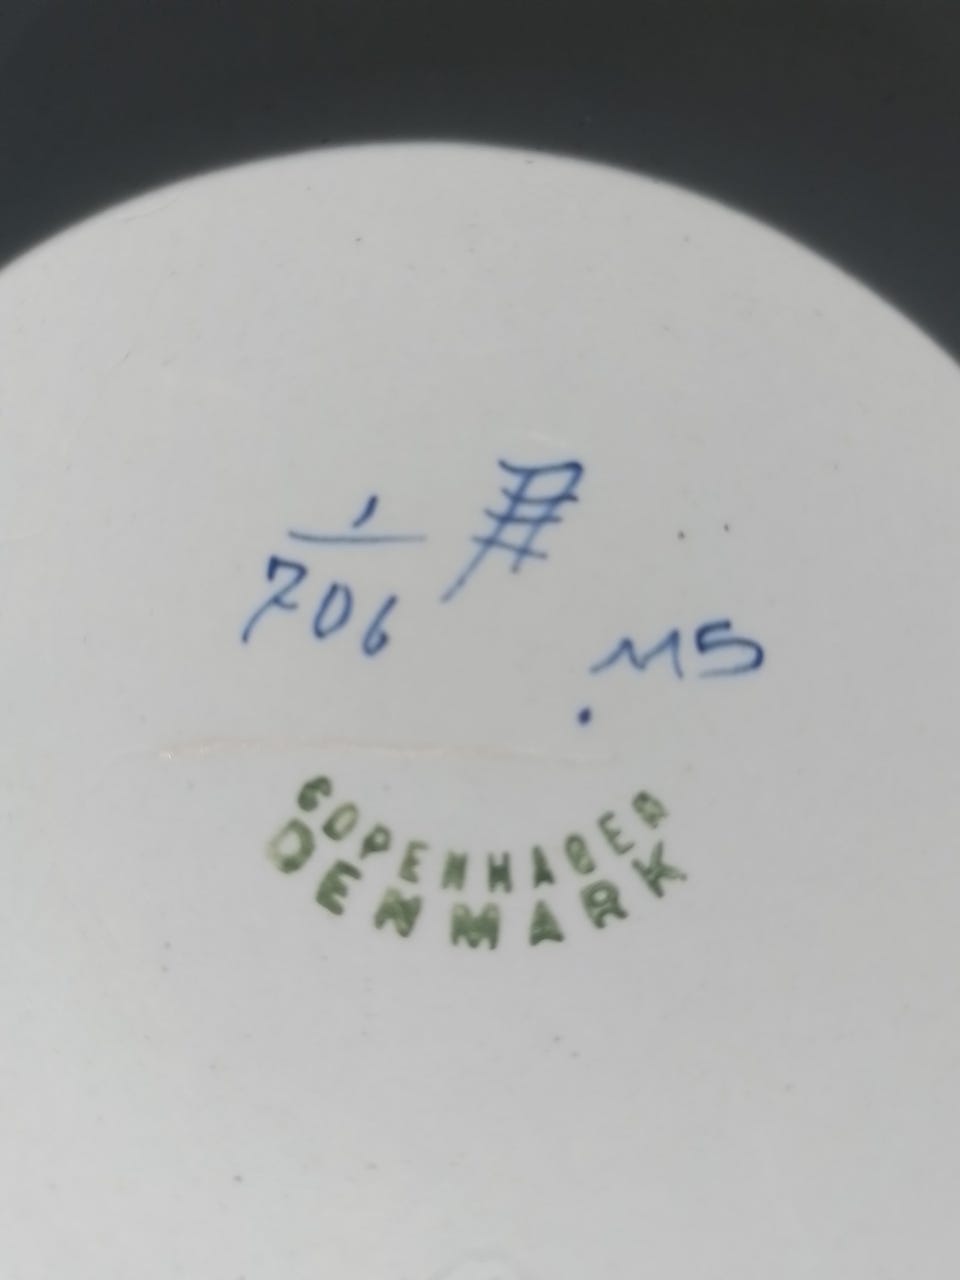 1
706
MS
COPENHAGEN
DENMARK